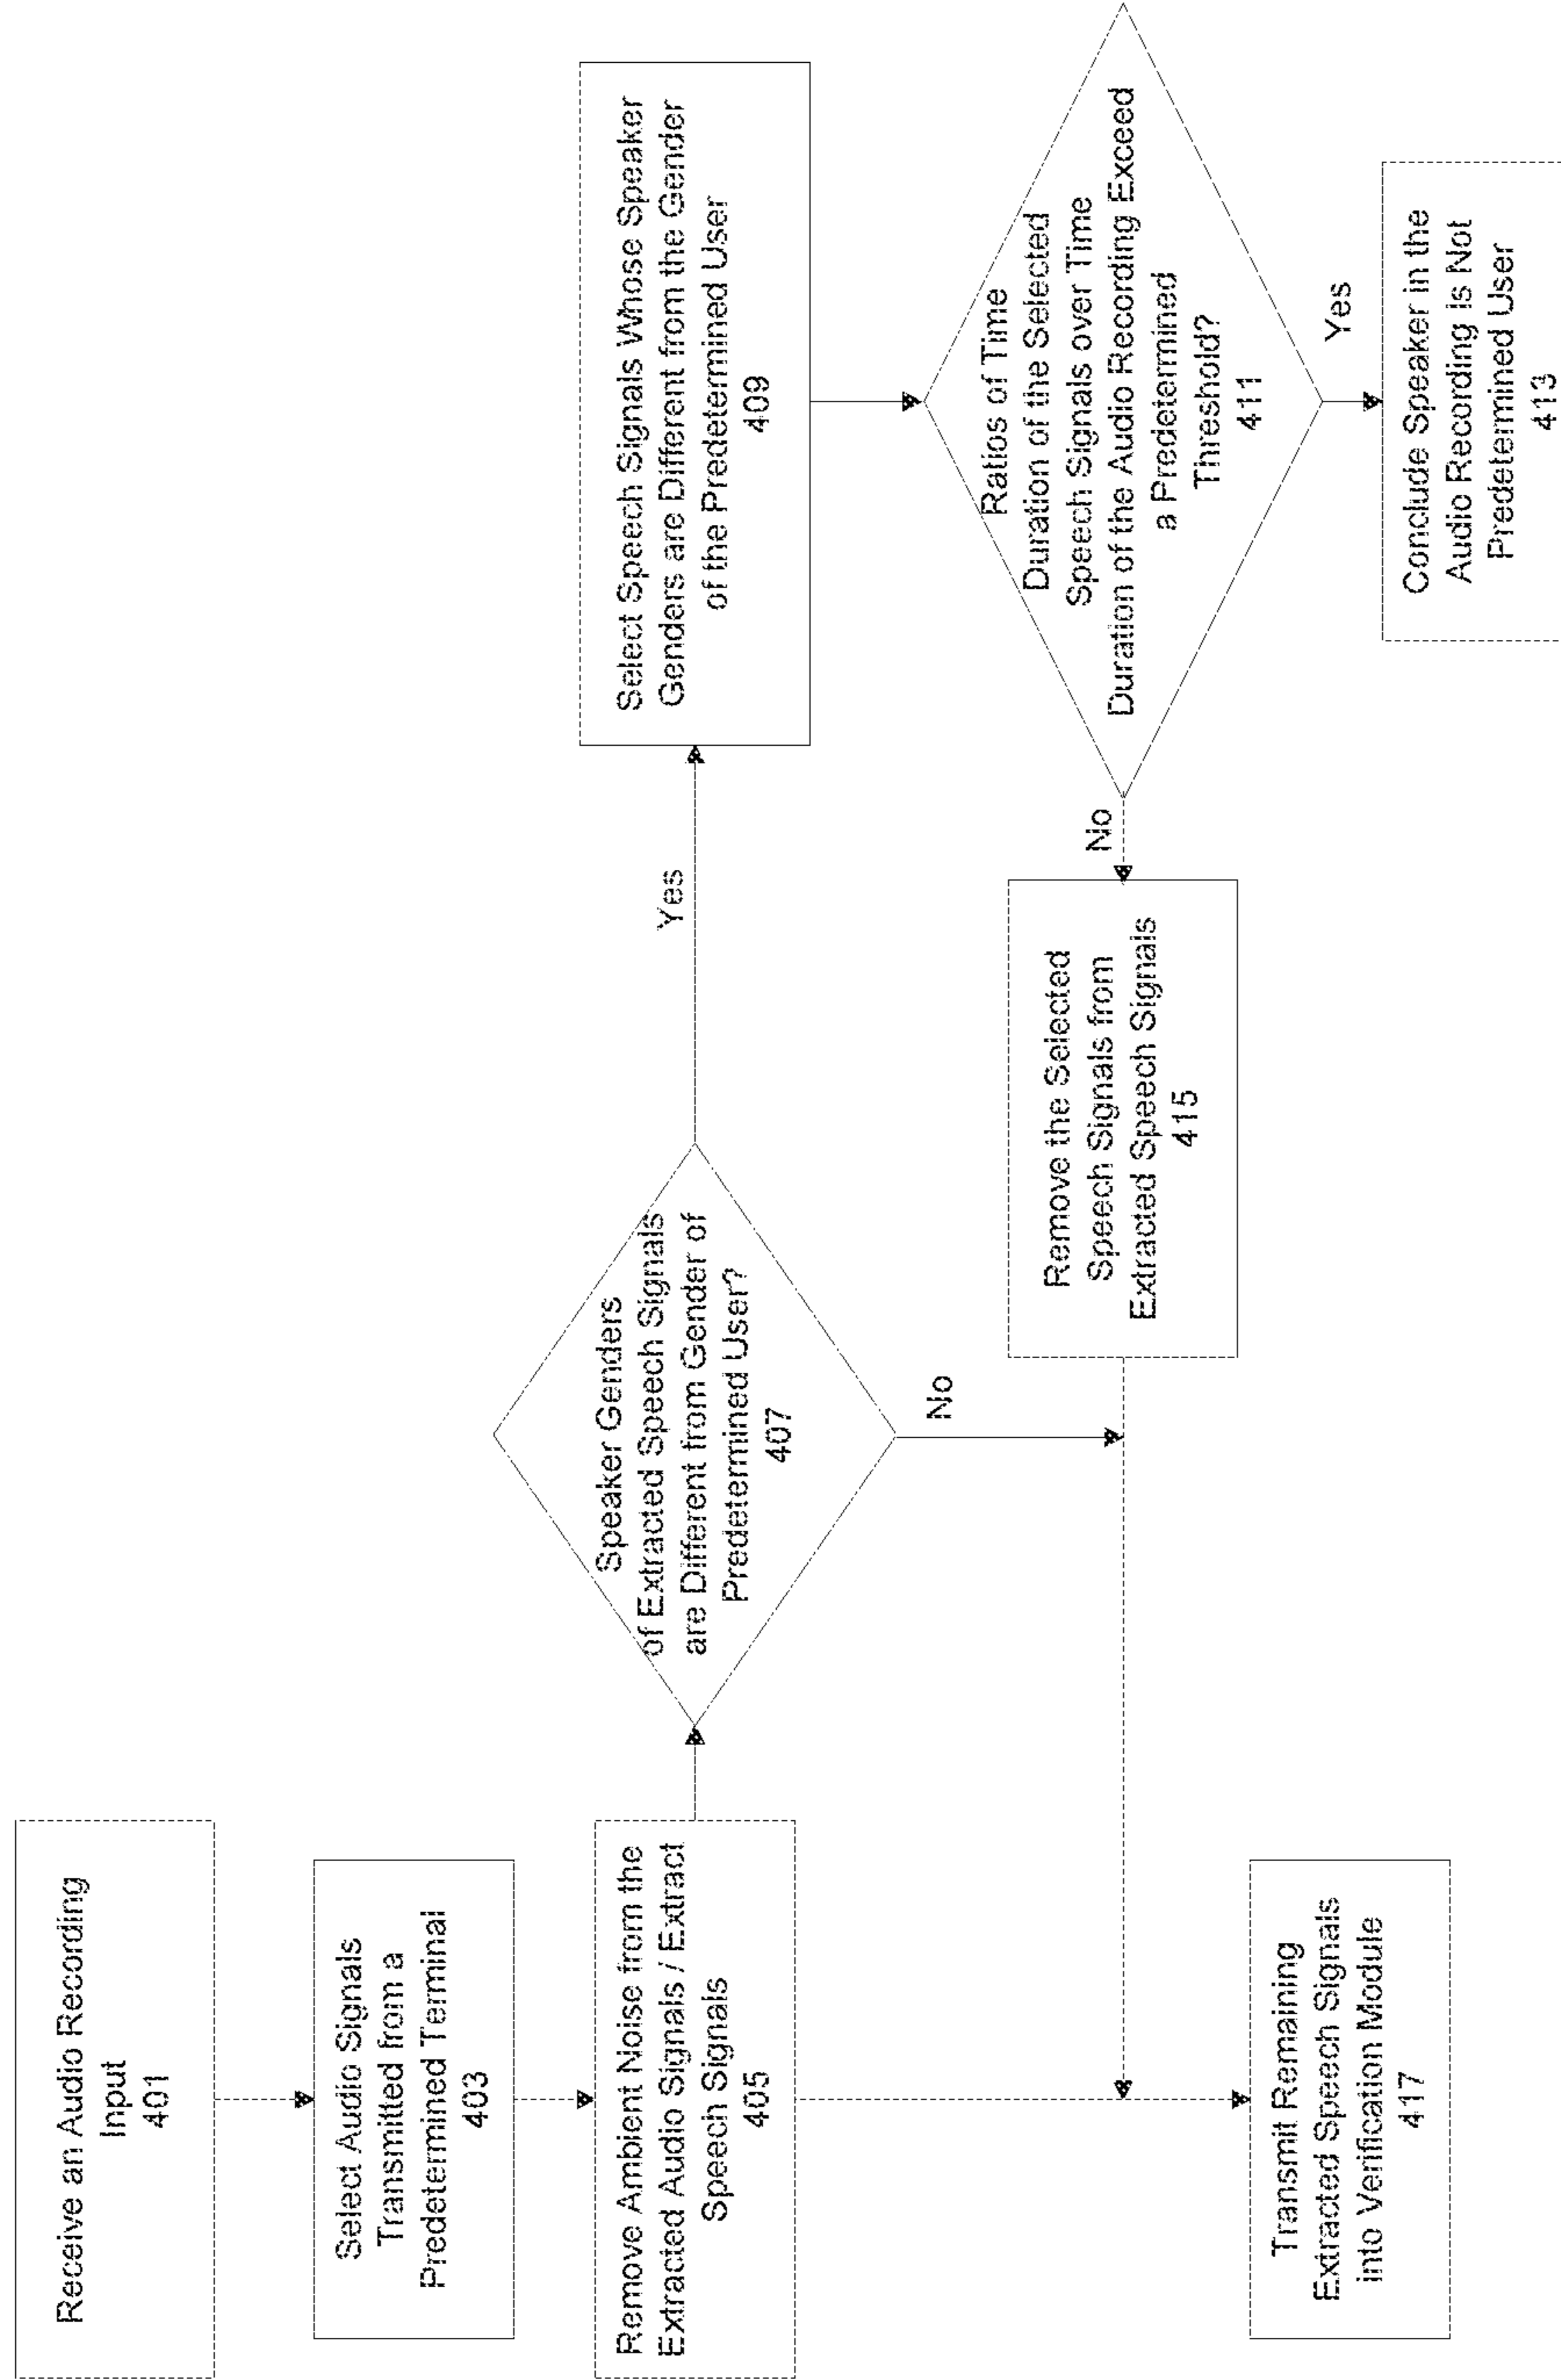 Receive an Audio Recording
Input
401
Select Audio Signals
Transmitted from a
Predetermined Terminal
403
Remove Ambient Noise from the
Extracted Audio Signals / Extract
Speech Signals
405
Speaker Genders
of Extracted Speech Signals
are Different from Gender of
Predetermined User?
407
Yes
No
Select Speech Signals Whose Speaker
Genders are Different from the Gender
of the Predetermined User
409
Ratios of Time
Duration of the Selected
Speech Signals over Time
Duration of the Audio Recording Exceed
a Predetermined
Threshold?
411
Yes
No
Conclude Speaker in the
Audio Recording is Not
Predetermined User
413
Remove the Selected
Speech Signals from
Extracted Speech Signals
415
Transmit Remaining
Extracted Speech Signals
into Verification Module
417